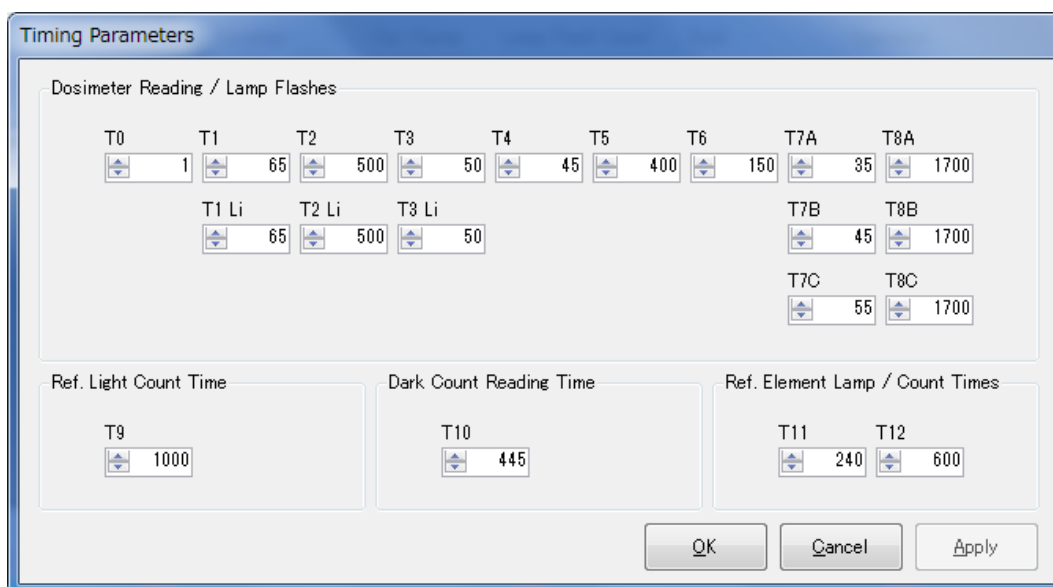 Timing Parameters
Dosimeter Reading / Lamp Flashes
T0 T1 T2 T3 T4 T5 T6 T7A T8A
1 65 500 50 45 400 150 35 1700
T1 Li T2 Li T3 Li T7B T8B
65 500 50 45 1700
T7C T8C
55 1700
Ref. Light Count Time Dark Count Reading Time Ref. Element Lamp / Count Times
T9 T10 T11 T12
1000 445 240 600
OK Cancel Apply